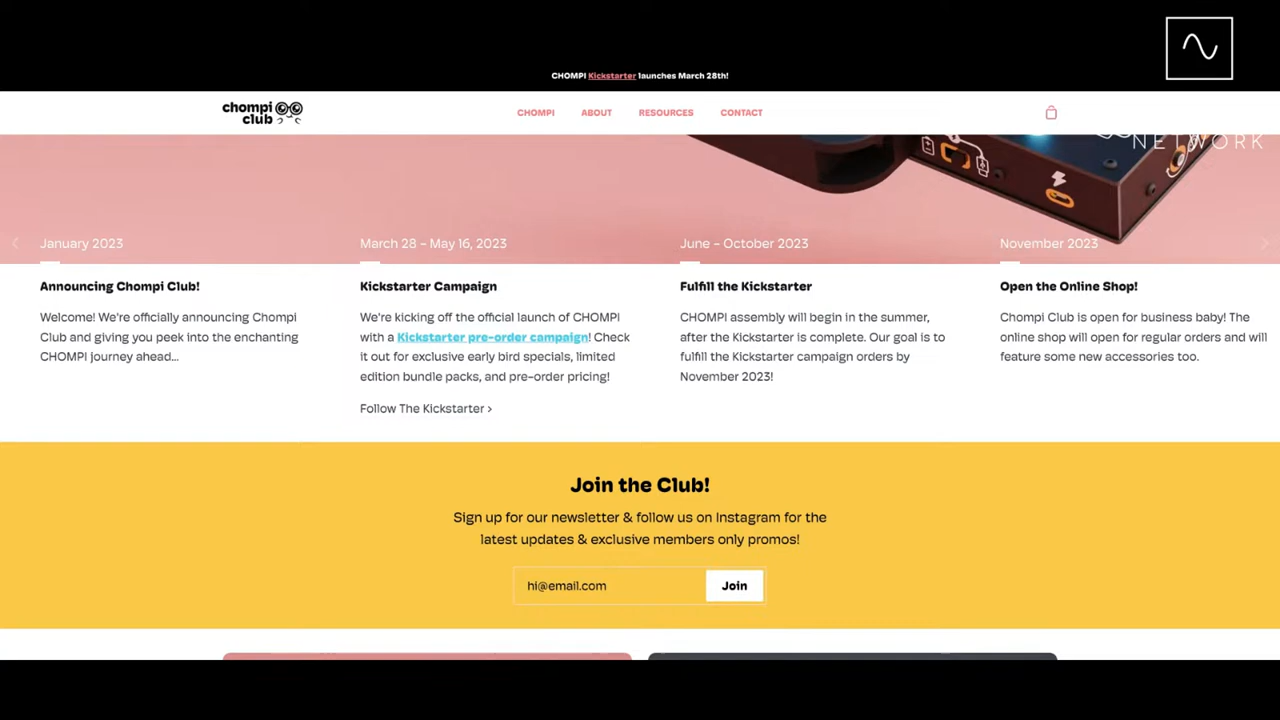 CHOMPI Kickstarter launches March 28th!
chompi
club
CHOMPI ABOUT RESOURCES CONTACT
NETWORK
January 2023
Announcing Chompi Club!
Welcome! We're officially announcing Chompi
Club and giving you peek into the enchanting
CHOMPI journey ahead...
March 28 – May 16, 2023
Kickstarter Campaign
We're kicking off the official launch of CHOMPI
with a Kickstarter pre-order campaign! Check
it out for exclusive early bird specials, limited
edition bundle packs, and pre-order pricing!
Follow The Kickstarter >
June – October 2023
Fulfill the Kickstarter
CHOMPI assembly will begin in the summer,
after the Kickstarter is complete. Our goal is to
fulfill the Kickstarter campaign orders by
November 2023!
November 2023
Open the Online Shop!
Chompi Club is open for business baby! The
online shop will open for regular orders and will
feature some new accessories too.
Join the Club!
Sign up for our newsletter & follow us on Instagram for the
latest updates & exclusive members only promos!
hi@email.com
Join